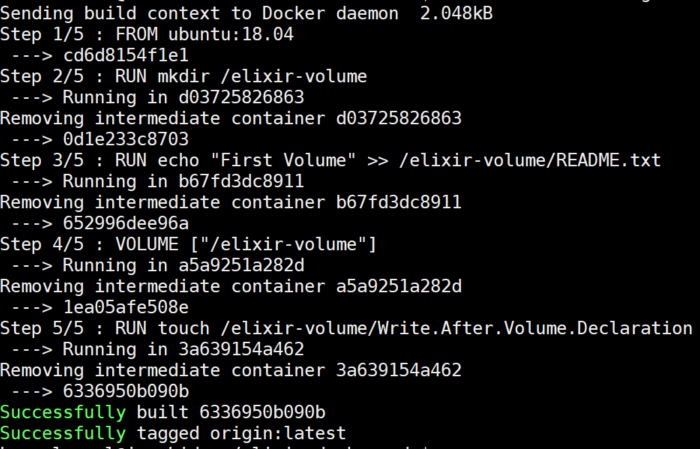 Sending build context to Docker daemon  2.048kB
Step 1/5 : FROM ubuntu:18.04
 ---> cd6d8154f1e1
Step 2/5 : RUN mkdir /elixir-volume
 ---> Running in d03725826863
Removing intermediate container d03725826863
 ---> 0d1e233c8703
Step 3/5 : RUN echo "First Volume" >> /elixir-volume/README.txt
 ---> Running in b67fd3dc8911
Removing intermediate container b67fd3dc8911
 ---> 652996dee96a
Step 4/5 : VOLUME ["/elixir-volume"]
 ---> Running in a5a9251a282d
Removing intermediate container a5a9251a282d
 ---> 1ea05afe508e
Step 5/5 : RUN touch /elixir-volume/Write.After.Volume.Declaration
 ---> Running in 3a639154a462
Removing intermediate container 3a639154a462
 ---> 6336950b090b
Successfully built 6336950b090b
Successfully tagged origin:latest